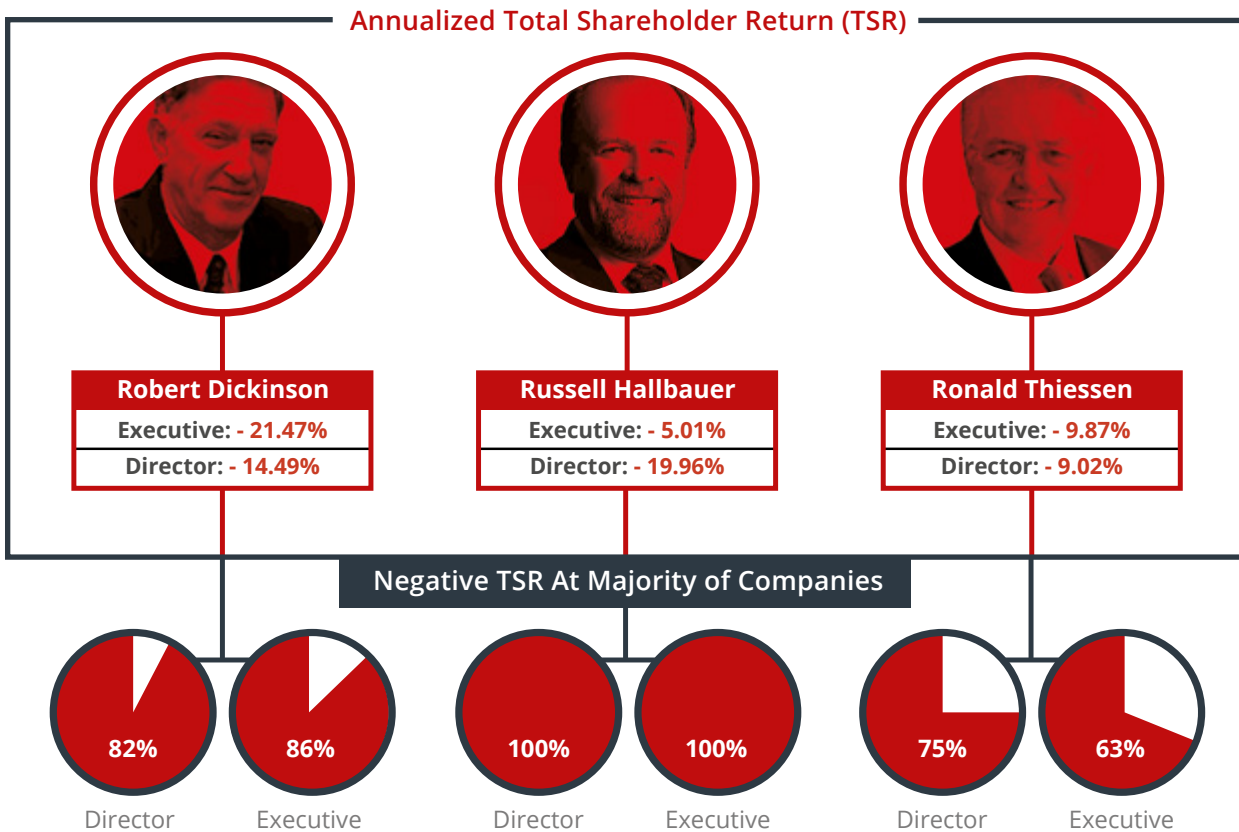 Annualized Total Shareholder Return (TSR)
Robert Dickinson
Executive: - 21.47%
Director: - 14.49%
Russell Hallbauer
Executive: - 5.01%
Director: - 19.96%
Ronald Thiessen
Executive: - 9.87%
Director: - 9.02%
Negative TSR At Majority of Companies
82%
Director
86%
Executive
100%
Director
100%
Executive
75%
Director
63%
Executive